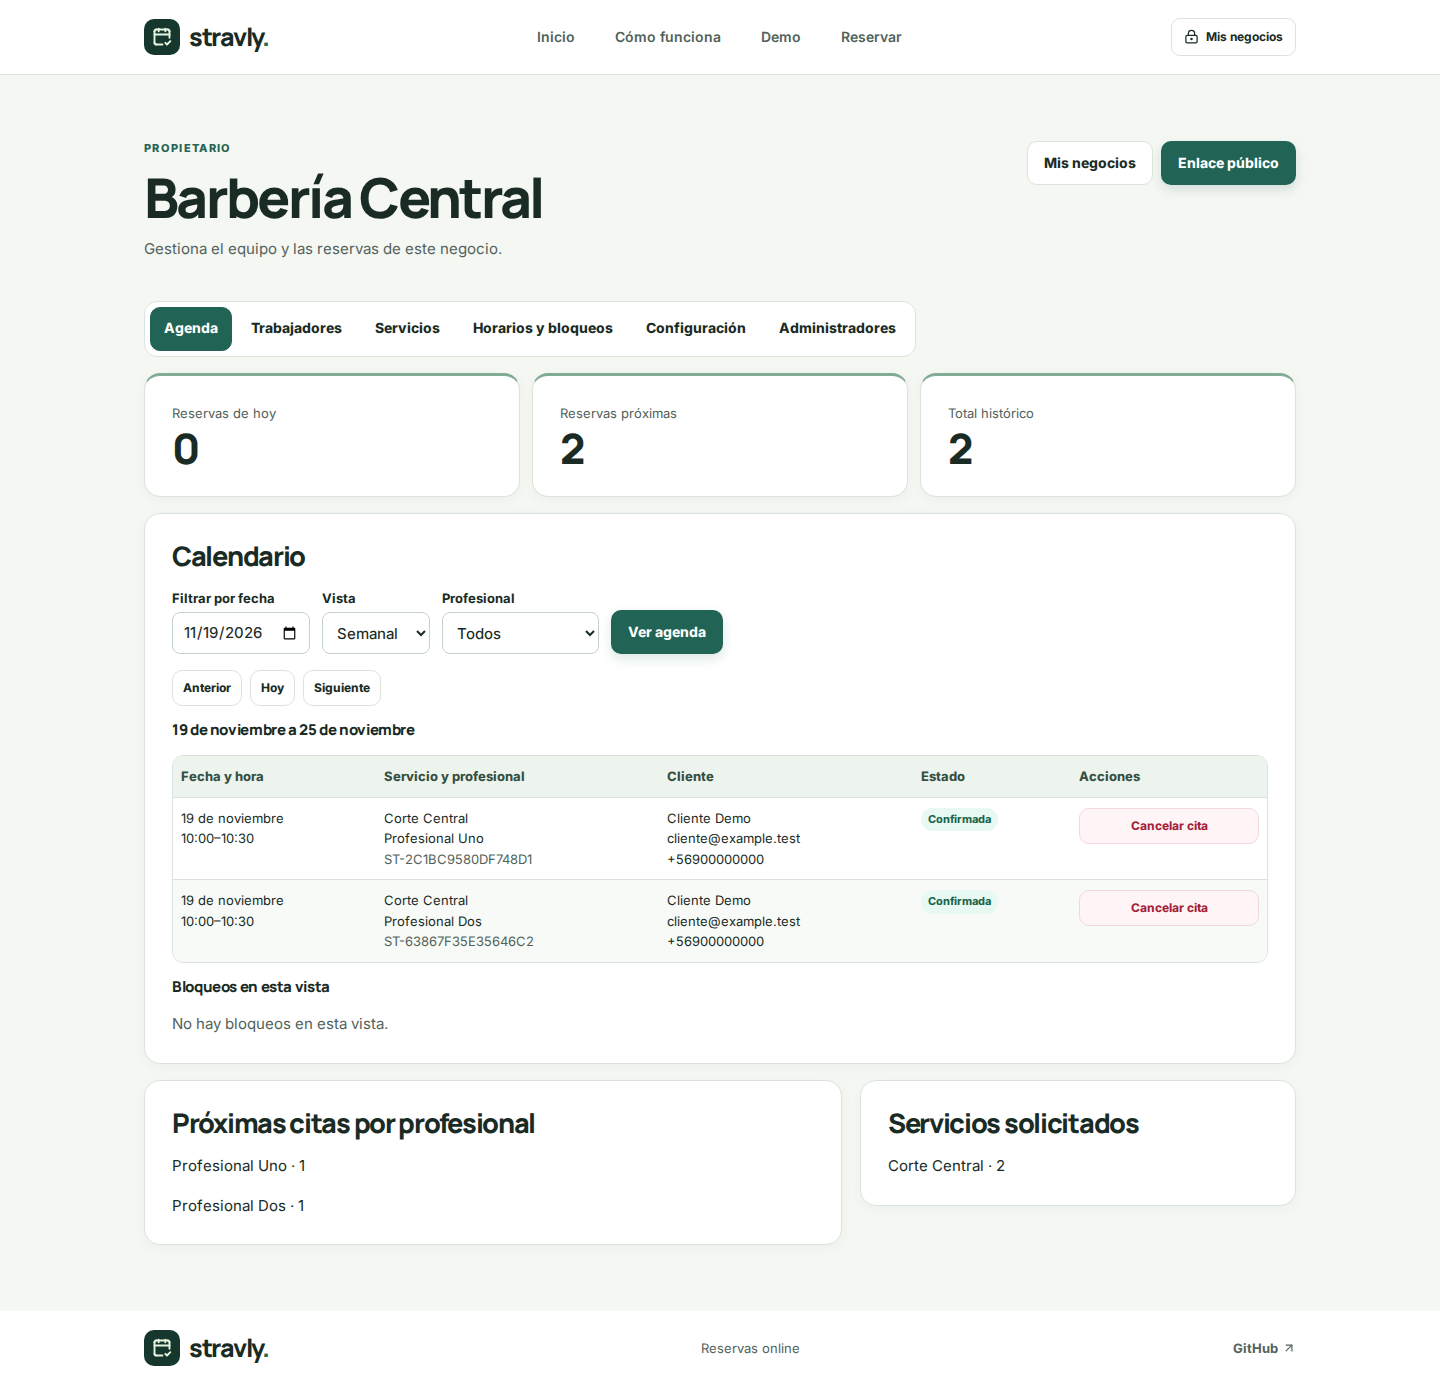 stravly.
Inicio
Cómo funciona
Demo
Reservar
Mis negocios
PROPIETARIO
Barbería Central
Gestiona el equipo y las reservas de este negocio.
Mis negocios
Enlace público
Agenda
Trabajadores
Servicios
Horarios y bloqueos
Configuración
Administradores
Reservas de hoy
0
Reservas próximas
2
Total histórico
2
Calendario
Filtrar por fecha
11/19/2026
Vista
Semanal
Profesional
Todos
Ver agenda
Anterior
Hoy
Siguiente
19 de noviembre a 25 de noviembre
Fecha y hora
Servicio y profesional
Cliente
Estado
Acciones
19 de noviembre
10:00–10:30
Corte Central
Profesional Uno
ST-2C1BC9580DF748D1
Cliente Demo
cliente@example.test
+56900000000
Confirmada
Cancelar cita
19 de noviembre
10:00–10:30
Corte Central
Profesional Dos
ST-63867F35E35646C2
Cliente Demo
cliente@example.test
+56900000000
Confirmada
Cancelar cita
Bloqueos en esta vista
No hay bloqueos en esta vista.
Próximas citas por profesional
Profesional Uno · 1
Profesional Dos · 1
Servicios solicitados
Corte Central · 2
stravly.
Reservas online
GitHub